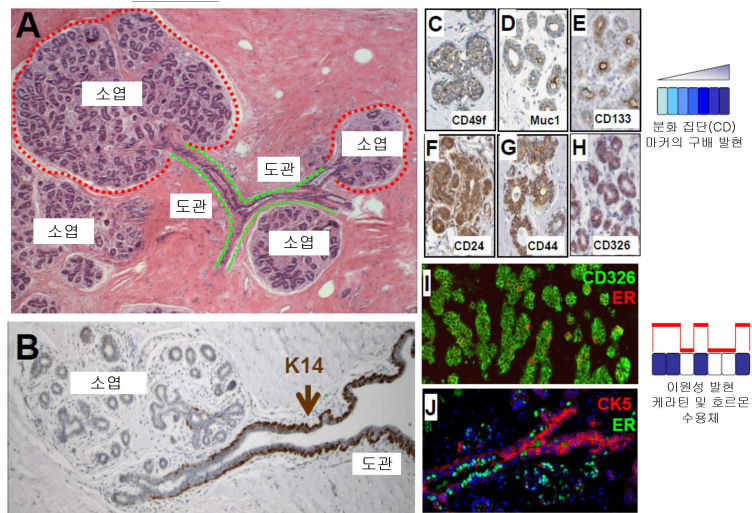 A
소엽
소엽
도관
도관
소엽
소엽
B
K14
소엽
도관
C
CD49f
D
Muc1
E
CD133
F
CD24
G
CD44
H
CD326
분화 집단(CD)
마커의 구배 발현
I
CD326
ER
J
CK5
ER
이원성 발현
케라틴 및 호르몬
수용체